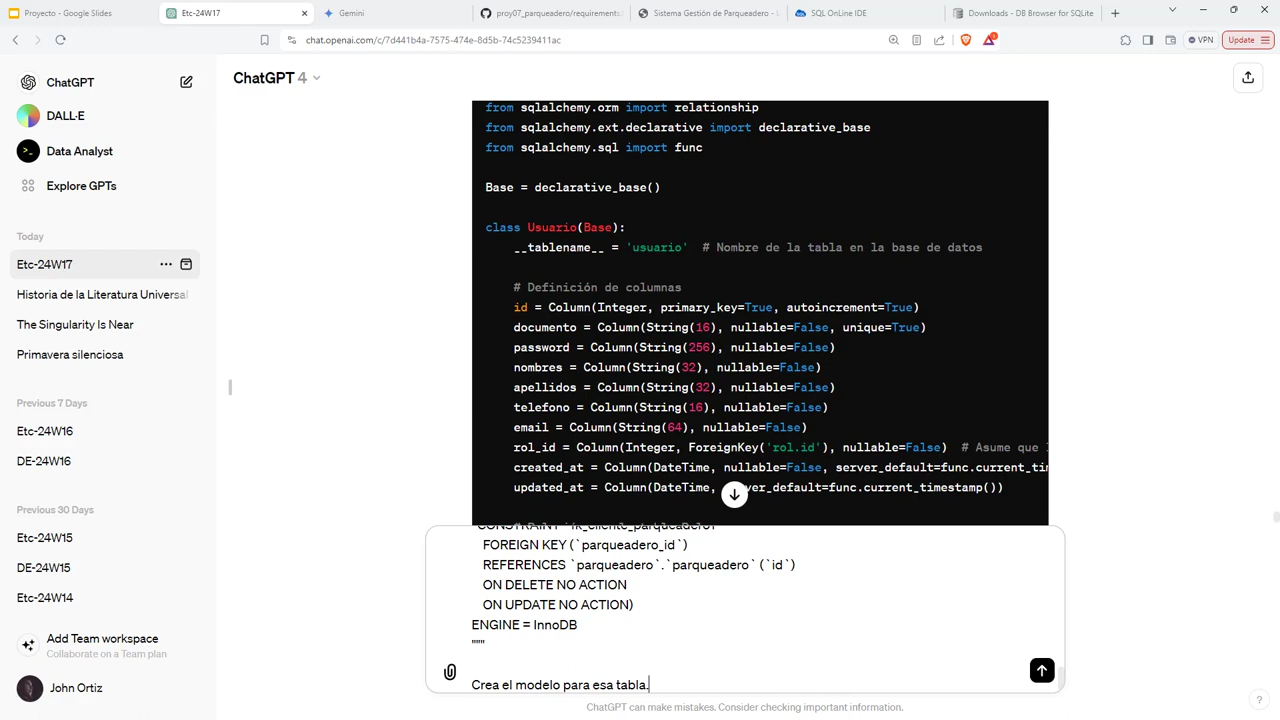 Proyecto - Google Slides
Etc-24W17
Gemini
proy07_parqueadero/requirements.
Sistema Gestión de Parqueadero -
SQL OnLine IDE
Downloads - DB Browser for SQLite
chat.openai.com/c/7d441b4a-7575-474e-8d5b-74c5239411ac
VPN
Update
ChatGPT
DALL·E
Data Analyst
Explore GPTs
Today
Etc-24W17
Historia de la Literatura Universal
The Singularity Is Near
Primavera silenciosa
Previous 7 Days
Etc-24W16
DE-24W16
Previous 30 Days
Etc-24W15
DE-24W15
Etc-24W14
Add Team workspace
Collaborate on a Team plan
John Ortiz
ChatGPT 4
from sqlalchemy.orm import relationship
from sqlalchemy.ext.declarative import declarative_base
from sqlalchemy.sql import func
Base = declarative_base()
class Usuario(Base):
__tablename__ = 'usuario' # Nombre de la tabla en la base de datos
# Definición de columnas
id = Column(Integer, primary_key=True, autoincrement=True)
documento = Column(String(16), nullable=False, unique=True)
password = Column(String(256), nullable=False)
nombres = Column(String(32), nullable=False)
apellidos = Column(String(32), nullable=False)
telefono = Column(String(16), nullable=False)
email = Column(String(64), nullable=False)
rol_id = Column(Integer, ForeignKey('rol.id'), nullable=False) # Asume que
created_at = Column(DateTime, nullable=False, server_default=func.current_tim
updated_at = Column(DateTime, ver_default=func.current_timestamp())
FOREIGN KEY (`parqueadero_id`)
REFERENCES `parqueadero`.`parqueadero` (`id`)
ON DELETE NO ACTION
ON UPDATE NO ACTION)
ENGINE = InnoDB
"""
Crea el modelo para esa tabla.
ChatGPT can make mistakes. Consider checking important information.
?